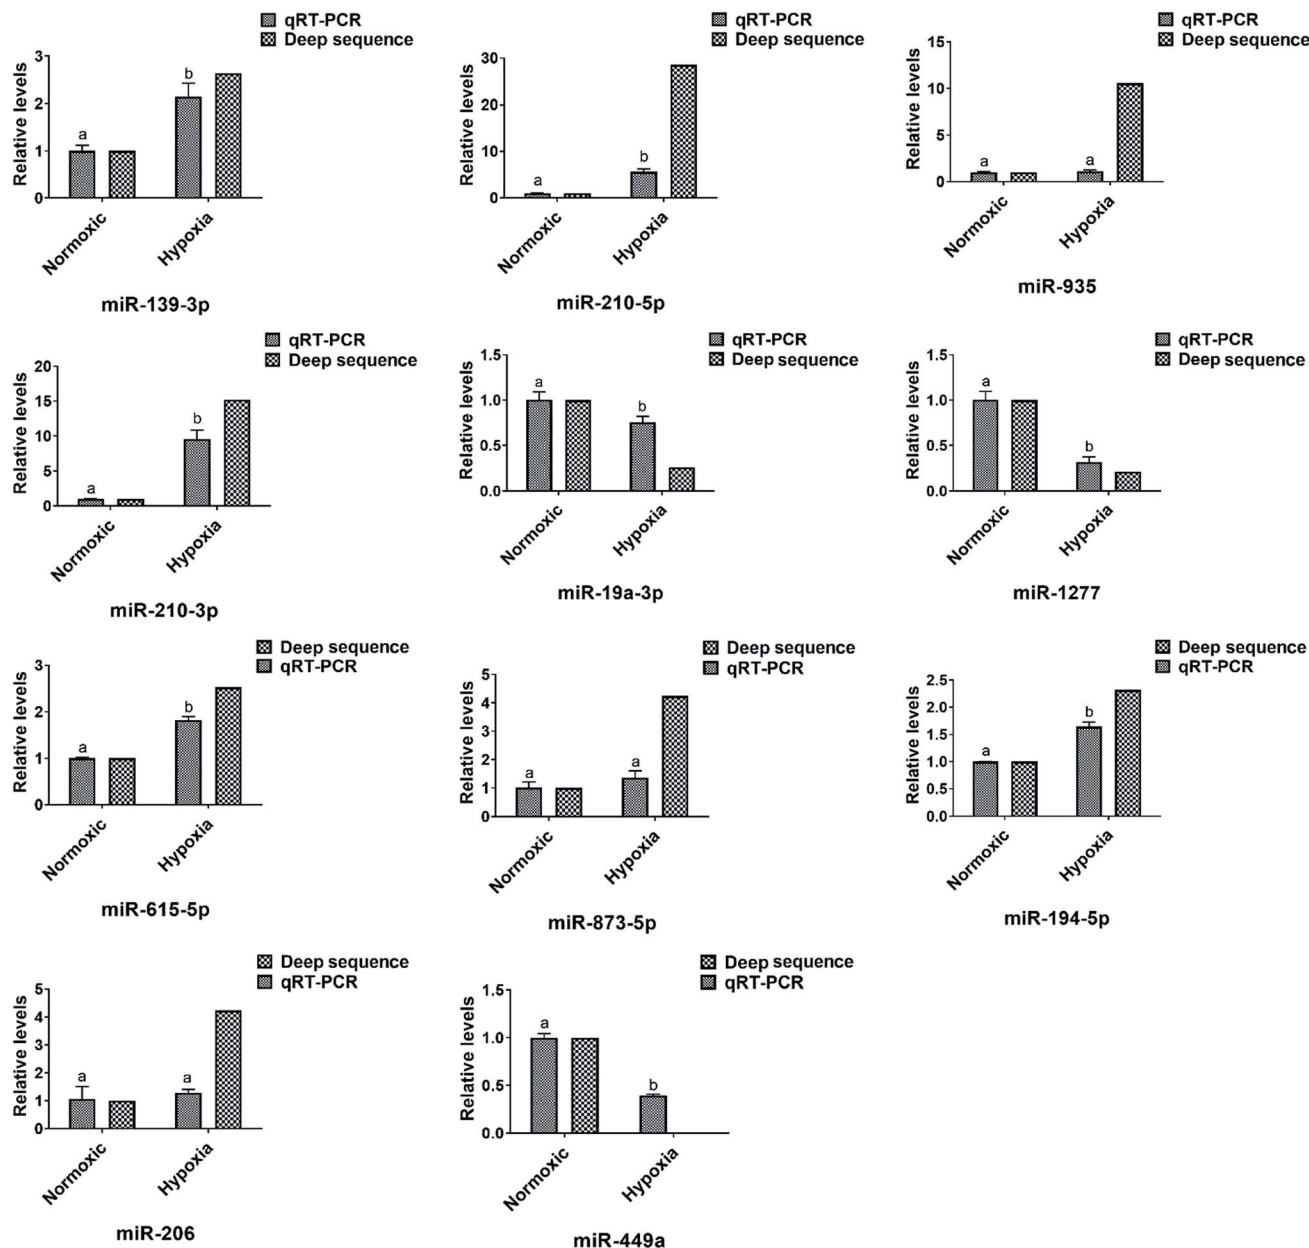 qRT-PCR
Deep sequence
Relative levels
3
2
1
0
a
b
Normoxic
Hypoxia
miR-139-3p
qRT-PCR
Deep sequence
Relative levels
30
20
10
0
a
b
Normoxic
Hypoxia
miR-210-5p
qRT-PCR
Deep sequence
Relative levels
15
10
5
0
a
a
Normoxic
Hypoxia
miR-935
qRT-PCR
Deep sequence
Relative levels
20
15
10
5
0
a
b
Normoxic
Hypoxia
miR-210-3p
qRT-PCR
Deep sequence
Relative levels
1.5
1.0
0.5
0.0
a
b
Normoxic
Hypoxia
miR-19a-3p
qRT-PCR
Deep sequence
Relative levels
1.5
1.0
0.5
0.0
a
b
Normoxic
Hypoxia
miR-1277
Deep sequence
qRT-PCR
Relative levels
3
2
1
0
a
b
Normoxic
Hypoxia
miR-615-5p
Deep sequence
qRT-PCR
Relative levels
5
4
3
2
1
0
a
a
Normoxic
Hypoxia
miR-873-5p
Deep sequence
qRT-PCR
Relative levels
2.5
2.0
1.5
1.0
0.5
0.0
a
b
Normoxic
Hypoxia
miR-194-5p
Deep sequence
qRT-PCR
Relative levels
5
4
3
2
1
0
a
a
Normoxic
Hypoxia
miR-206
Deep sequence
qRT-PCR
Relative levels
1.5
1.0
0.5
0.0
a
b
Normoxic
Hypoxia
miR-449a